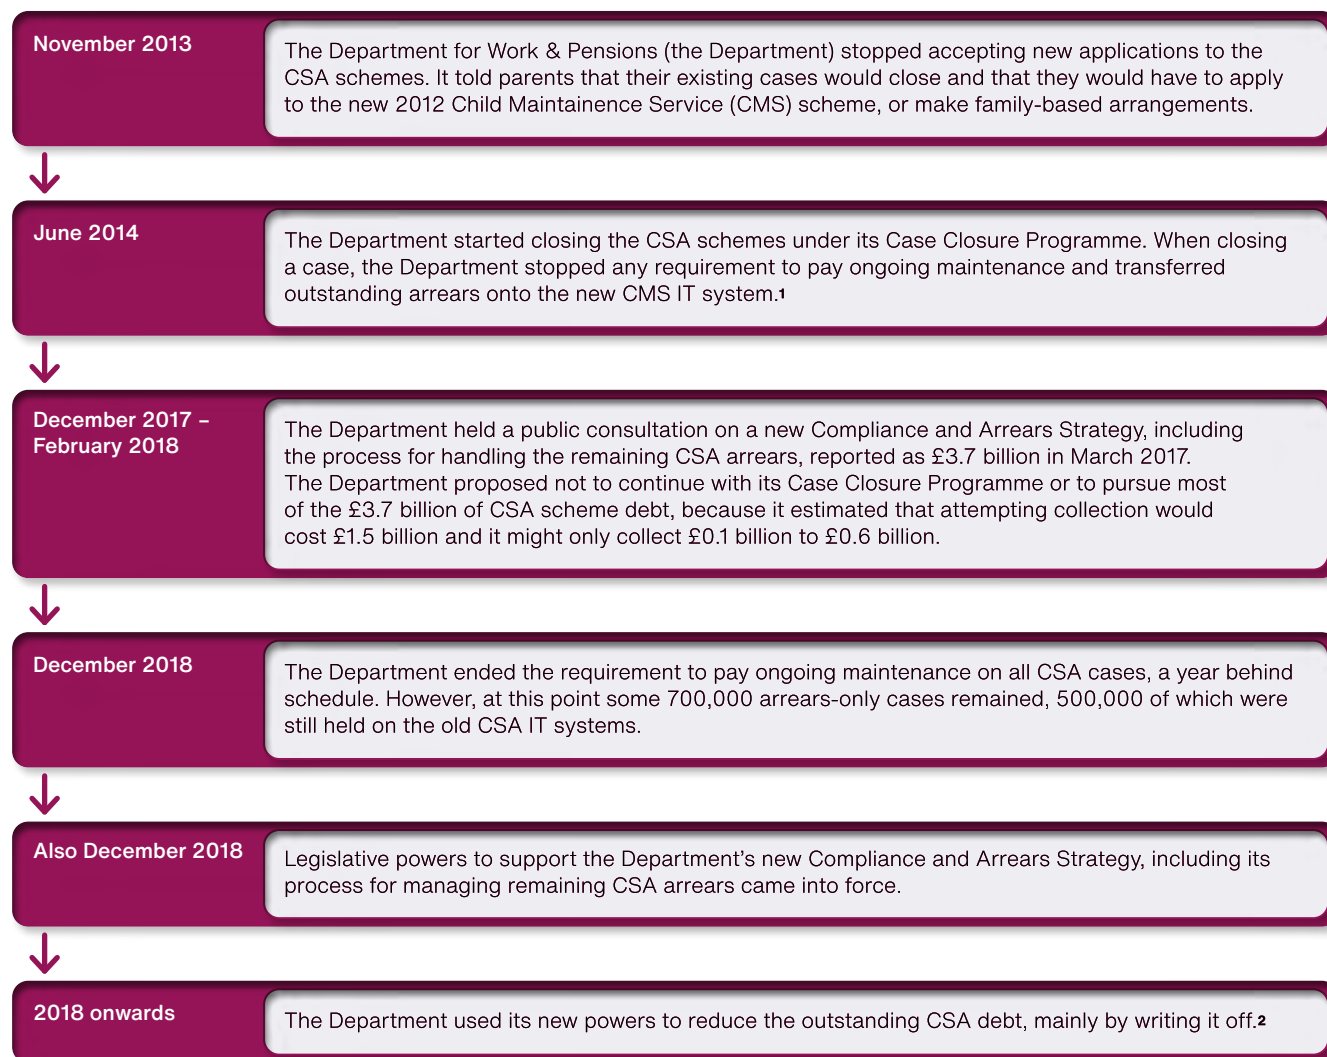 November 2013
The Department for Work & Pensions (the Department) stopped accepting new applications to the
CSA schemes. It told parents that their existing cases would close and that they would have to apply
to the new 2012 Child Maintainence Service (CMS) scheme, or make family-based arrangements.
June 2014
The Department started closing the CSA schemes under its Case Closure Programme. When closing
a case, the Department stopped any requirement to pay ongoing maintenance and transferred
outstanding arrears onto the new CMS IT system.1
December 2017 –
February 2018
The Department held a public consultation on a new Compliance and Arrears Strategy, including
the process for handling the remaining CSA arrears, reported as £3.7 billion in March 2017.
The Department proposed not to continue with its Case Closure Programme or to pursue most
of the £3.7 billion of CSA scheme debt, because it estimated that attempting collection would
cost £1.5 billion and it might only collect £0.1 billion to £0.6 billion.
December 2018
The Department ended the requirement to pay ongoing maintenance on all CSA cases, a year behind
schedule. However, at this point some 700,000 arrears-only cases remained, 500,000 of which were
still held on the old CSA IT systems.
Also December 2018
Legislative powers to support the Department’s new Compliance and Arrears Strategy, including its
process for managing remaining CSA arrears came into force.
2018 onwards
The Department used its new powers to reduce the outstanding CSA debt, mainly by writing it off.2